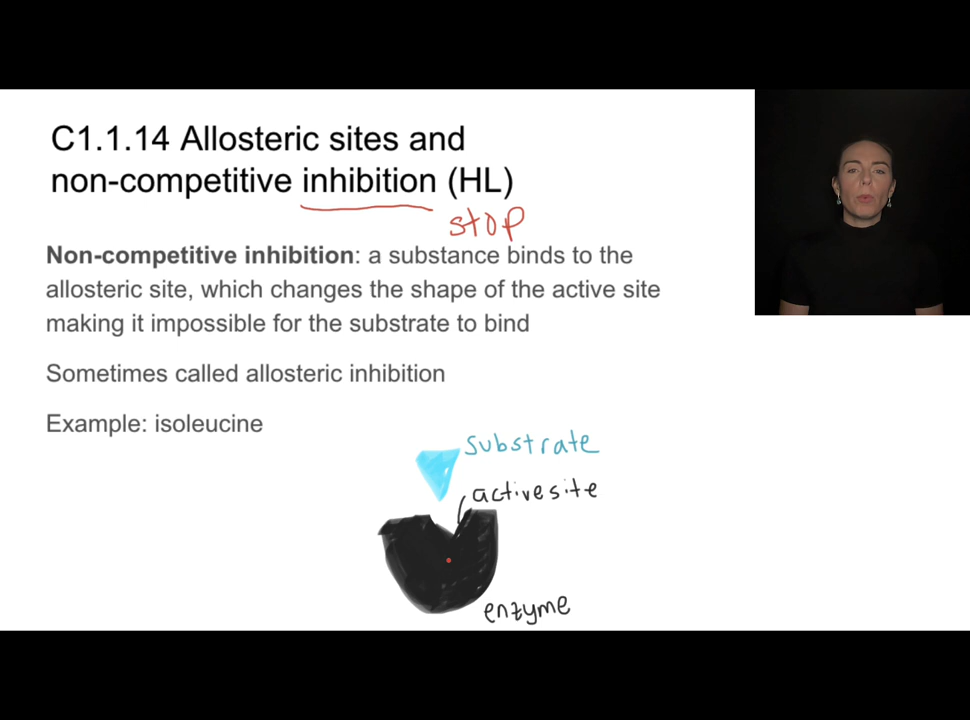 C1.1.14 Allosteric sites and
non-competitive inhibition (HL)
stop
Non-competitive inhibition: a substance binds to the
allosteric site, which changes the shape of the active site
making it impossible for the substrate to bind
Sometimes called allosteric inhibition
Example: isoleucine
substrate
active site
enzyme